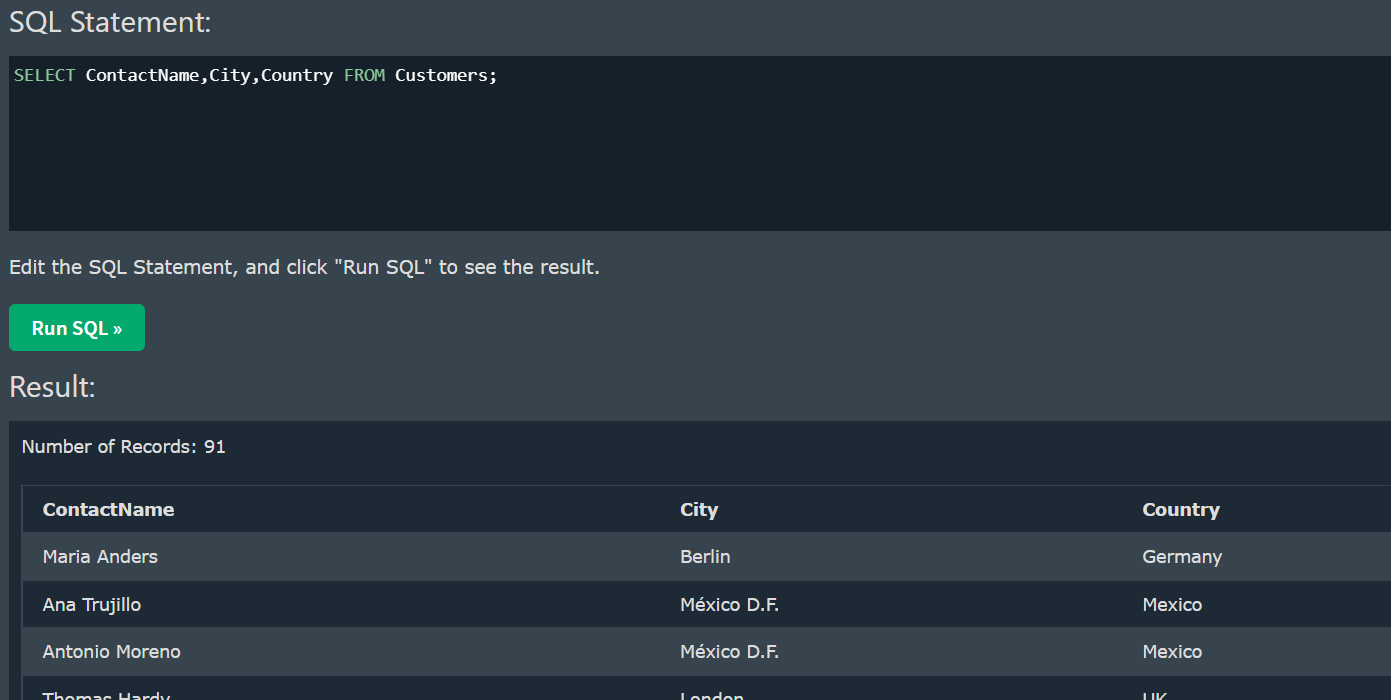 SQL Statement:
SELECT ContactName,City,Country FROM Customers;
Edit the SQL Statement, and click "Run SQL" to see the result.
Run SQL »
Result:
Number of Records: 91
ContactName City Country
Maria Anders Berlin Germany
Ana Trujillo México D.F. Mexico
Antonio Moreno México D.F. Mexico
Thomas Hardy London UK